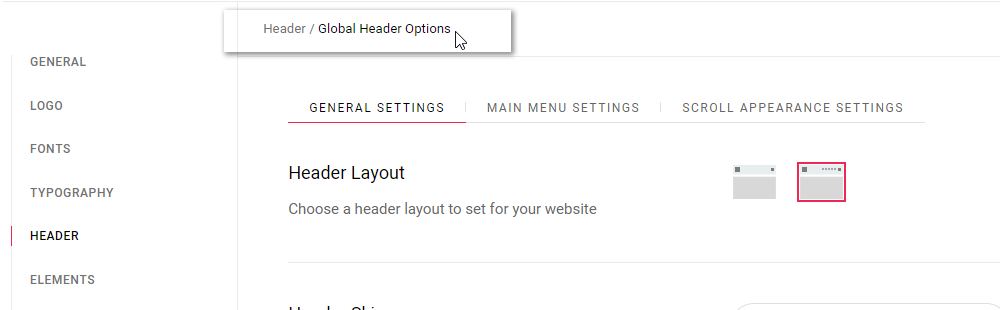 Header / Global Header Options
GENERAL
LOGO
FONTS
TYPOGRAPHY
HEADER
ELEMENTS
GENERAL SETTINGS
MAIN MENU SETTINGS
SCROLL APPEARANCE SETTINGS
Header Layout
Choose a header layout to set for your website